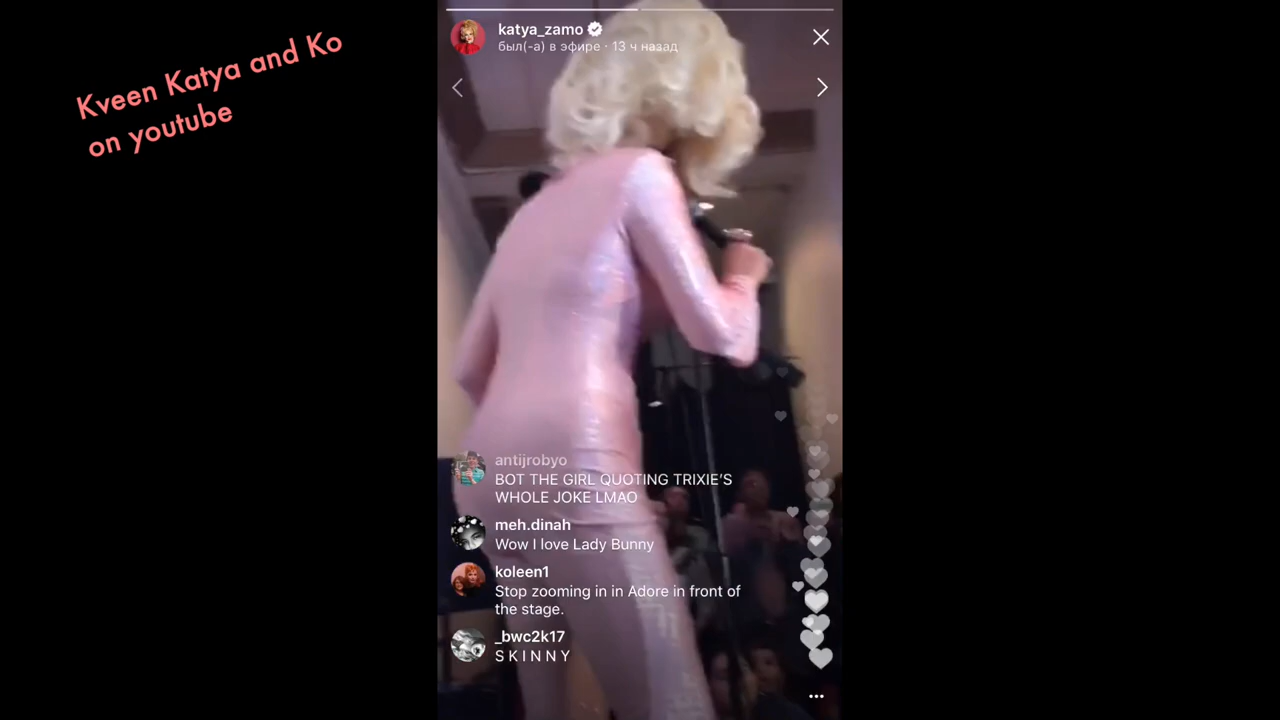 Kveen Katya and Ko
on youtube
katya_zamo
был(-а) в эфире · 13 ч назад
antijrobyo
BOT THE GIRL QUOTING TRIXIE'S
WHOLE JOKE LMAO
meh.dinah
Wow I love Lady Bunny
koleen1
Stop zooming in in Adore in front of
the stage.
_bwc2k17
S K I N N Y